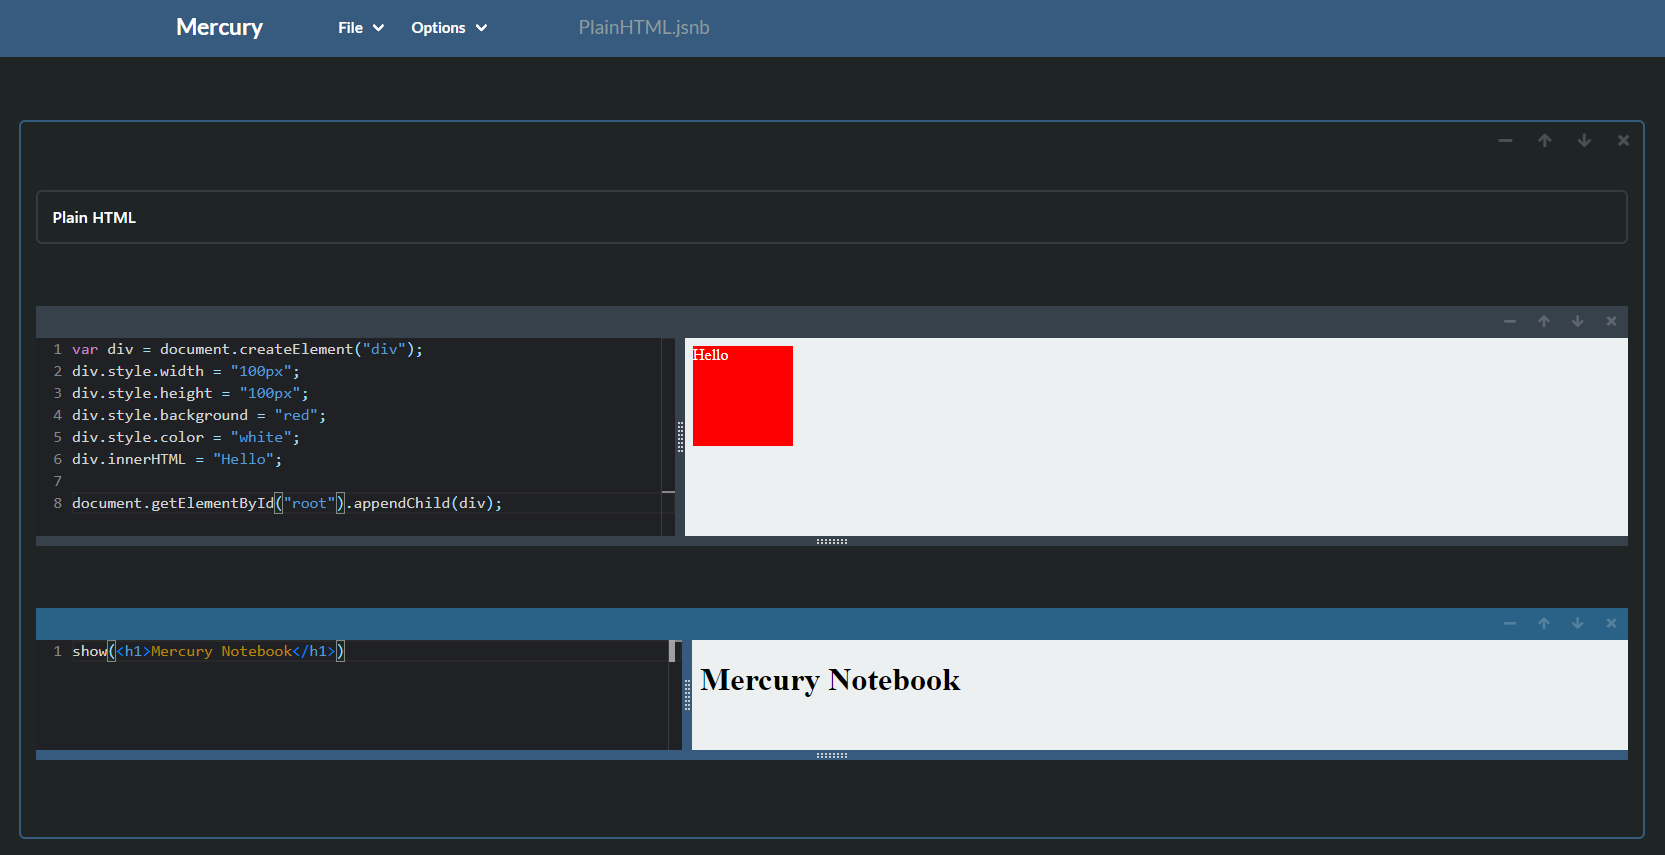 Mercury File Options PlainHTML.jsnb
Plain HTML
1 var div = document.createElement("div");
2 div.style.width = "100px";
3 div.style.height = "100px";
4 div.style.background = "red";
5 div.style.color = "white";
6 div.innerHTML = "Hello";
7
8 document.getElementById("root").appendChild(div);
Hello
1 show(<h1>Mercury Notebook</h1>)
Mercury Notebook